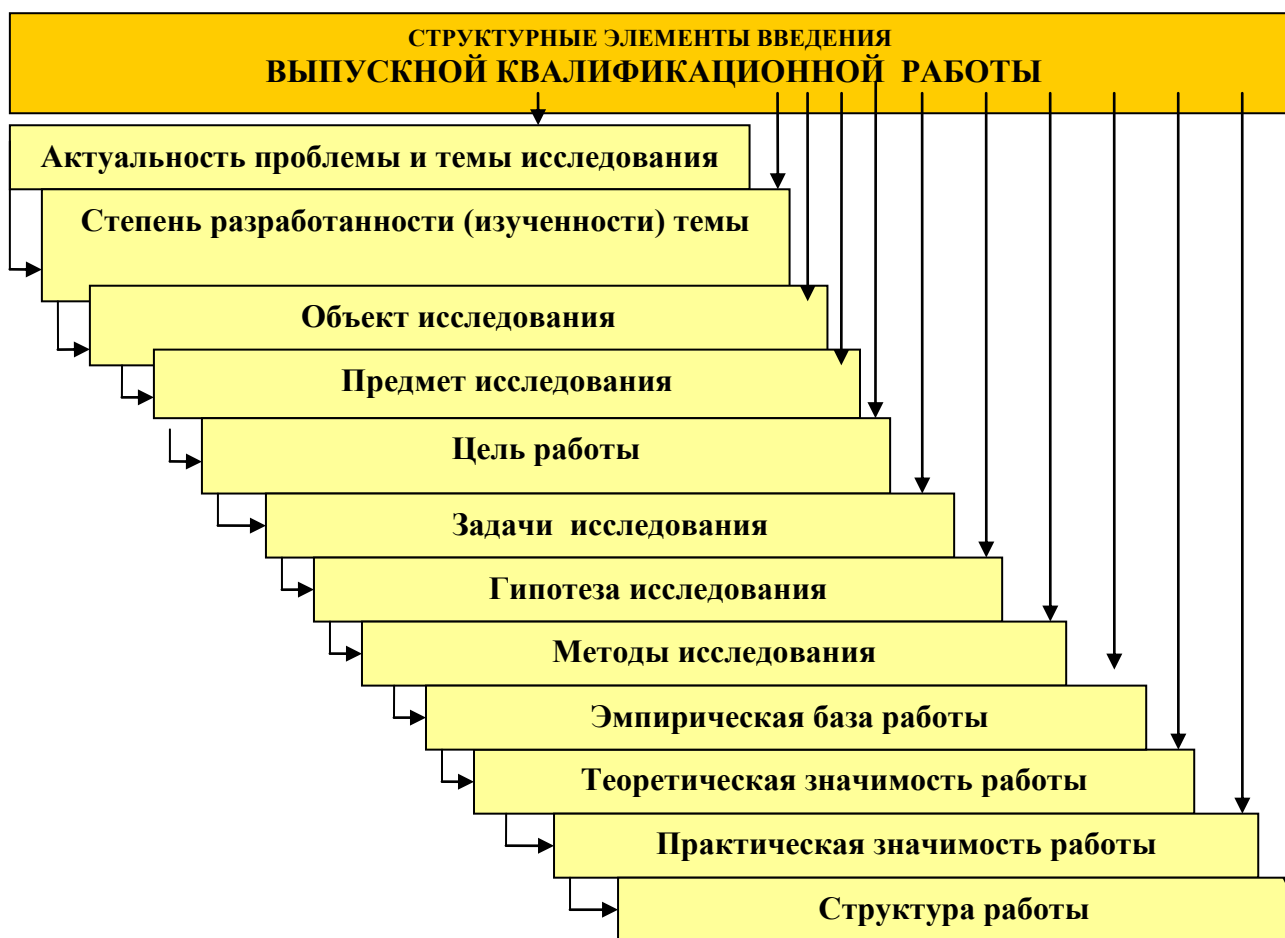 СТРУКТУРНЫЕ ЭЛЕМЕНТЫ ВВЕДЕНИЯ
ВЫПУСКНОЙ КВАЛИФИКАЦИОННОЙ РАБОТЫ
Актуальность проблемы и темы исследования
Степень разработанности (изученности) темы
Объект исследования
Предмет исследования
Цель работы
Задачи исследования
Гипотеза исследования
Методы исследования
Эмпирическая база работы
Теоретическая значимость работы
Практическая значимость работы
Структура работы